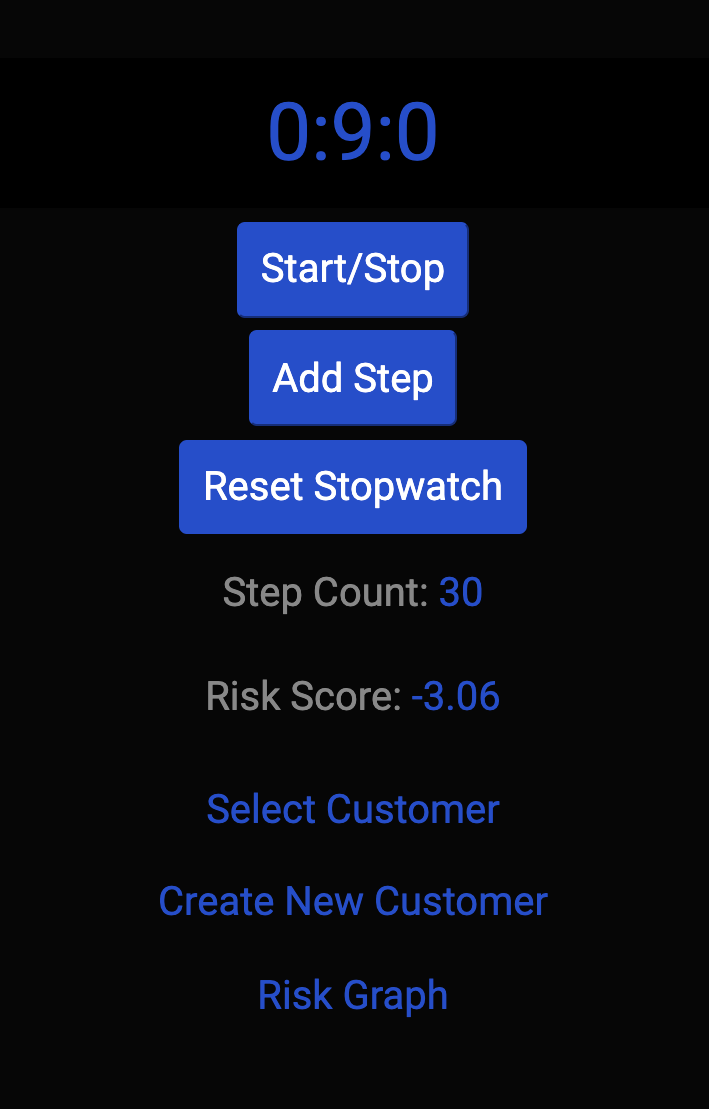 0:9:0
Start/Stop
Add Step
Reset Stopwatch
Step Count: 30
Risk Score: -3.06
Select Customer
Create New Customer
Risk Graph